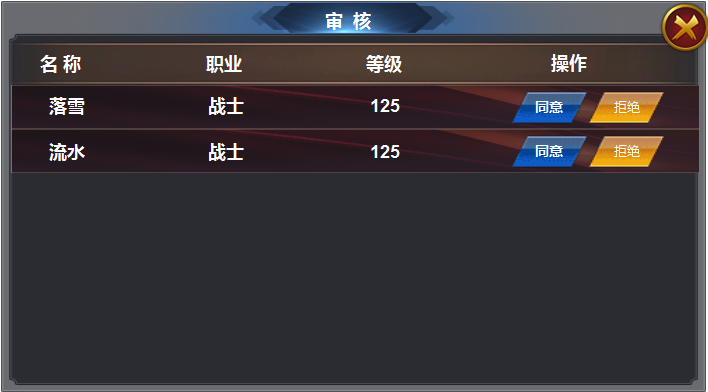 审 核
名 称 职业 等级 操作
落雪 战士 125 同意 拒绝
流水 战士 125 同意 拒绝